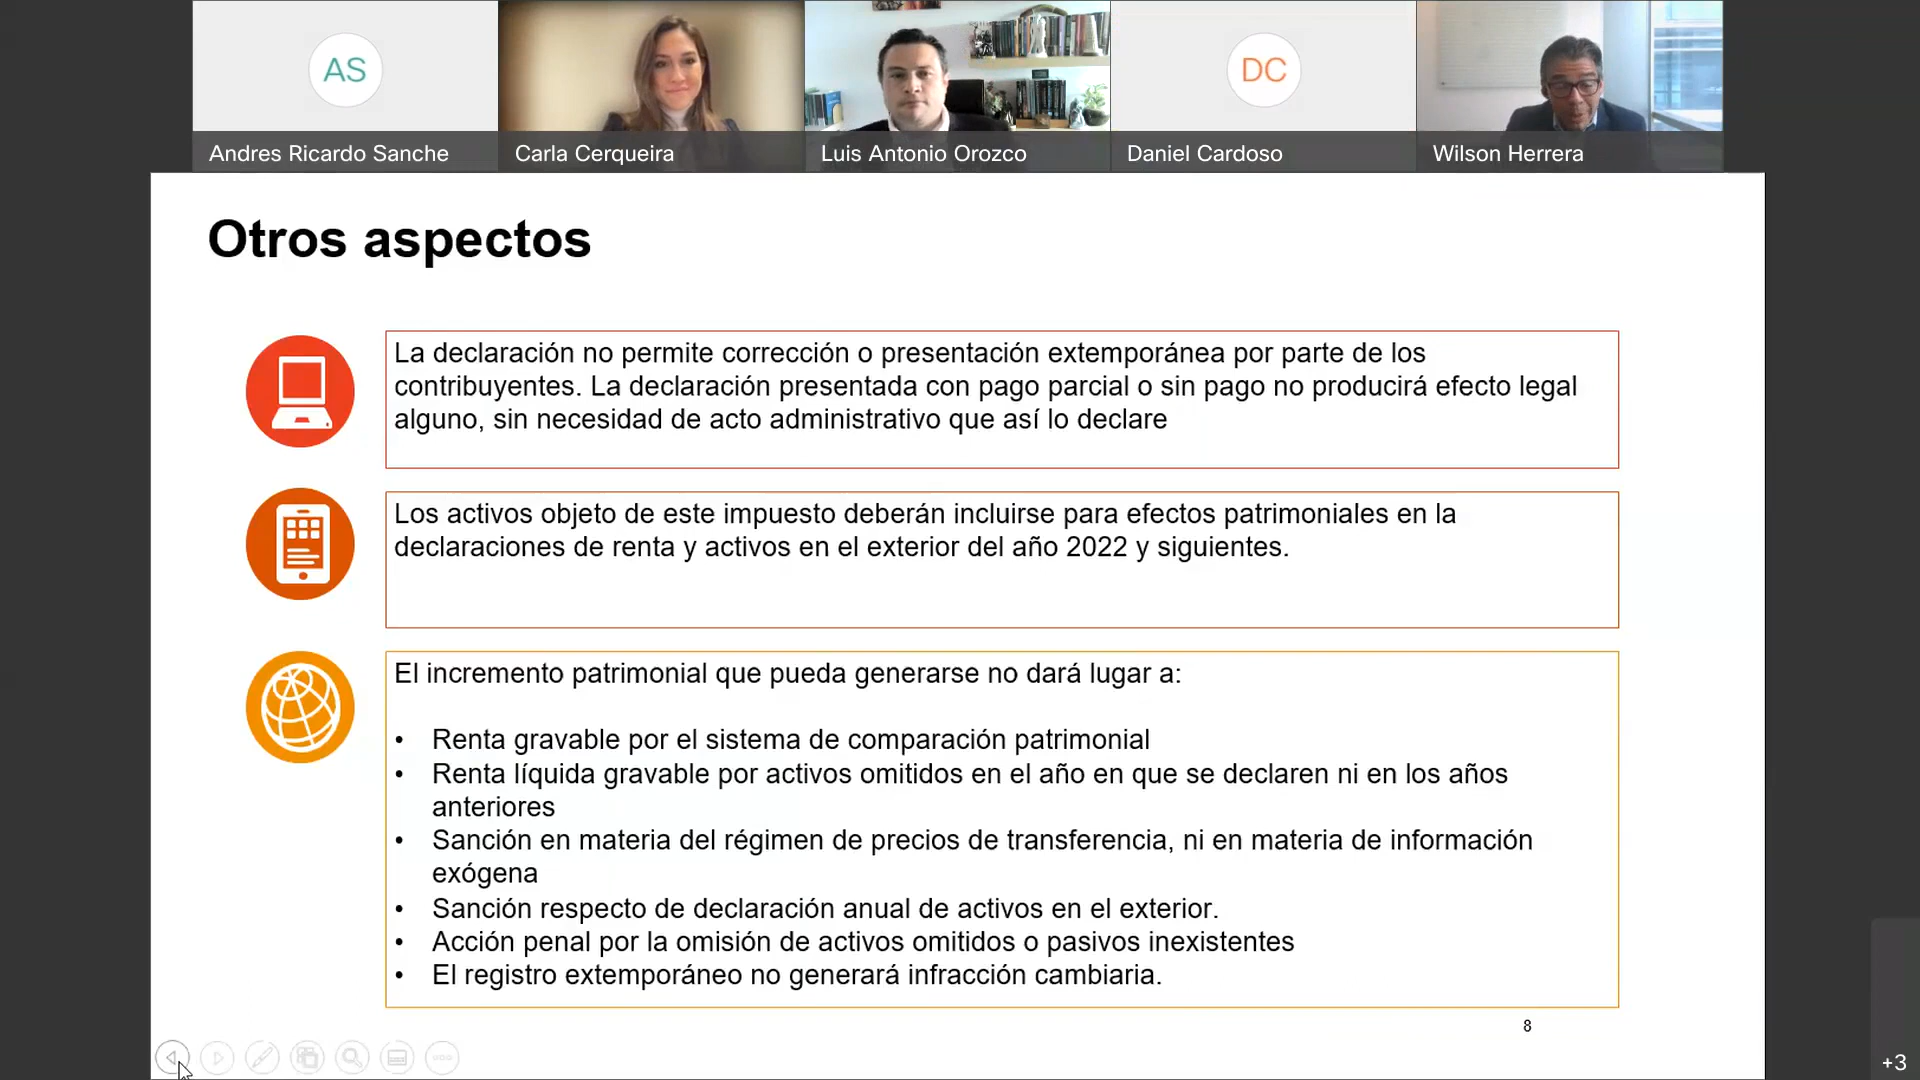 AS
DC
Andres Ricardo Sanche
Carla Cerqueira
Luis Antonio Orozco
Daniel Cardoso
Wilson Herrera
Otros aspectos
La declaración no permite corrección o presentación extemporánea por parte de los
contribuyentes. La declaración presentada con pago parcial o sin pago no producirá efecto legal
alguno, sin necesidad de acto administrativo que así lo declare
Los activos objeto de este impuesto deberán incluirse para efectos patrimoniales en la
declaraciones de renta y activos en el exterior del año 2022 y siguientes.
El incremento patrimonial que pueda generarse no dará lugar a:
• Renta gravable por el sistema de comparación patrimonial
• Renta líquida gravable por activos omitidos en el año en que se declaren ni en los años
anteriores
• Sanción en materia del régimen de precios de transferencia, ni en materia de información
exógena
• Sanción respecto de declaración anual de activos en el exterior.
• Acción penal por la omisión de activos omitidos o pasivos inexistentes
• El registro extemporáneo no generará infracción cambiaria.
8
+3